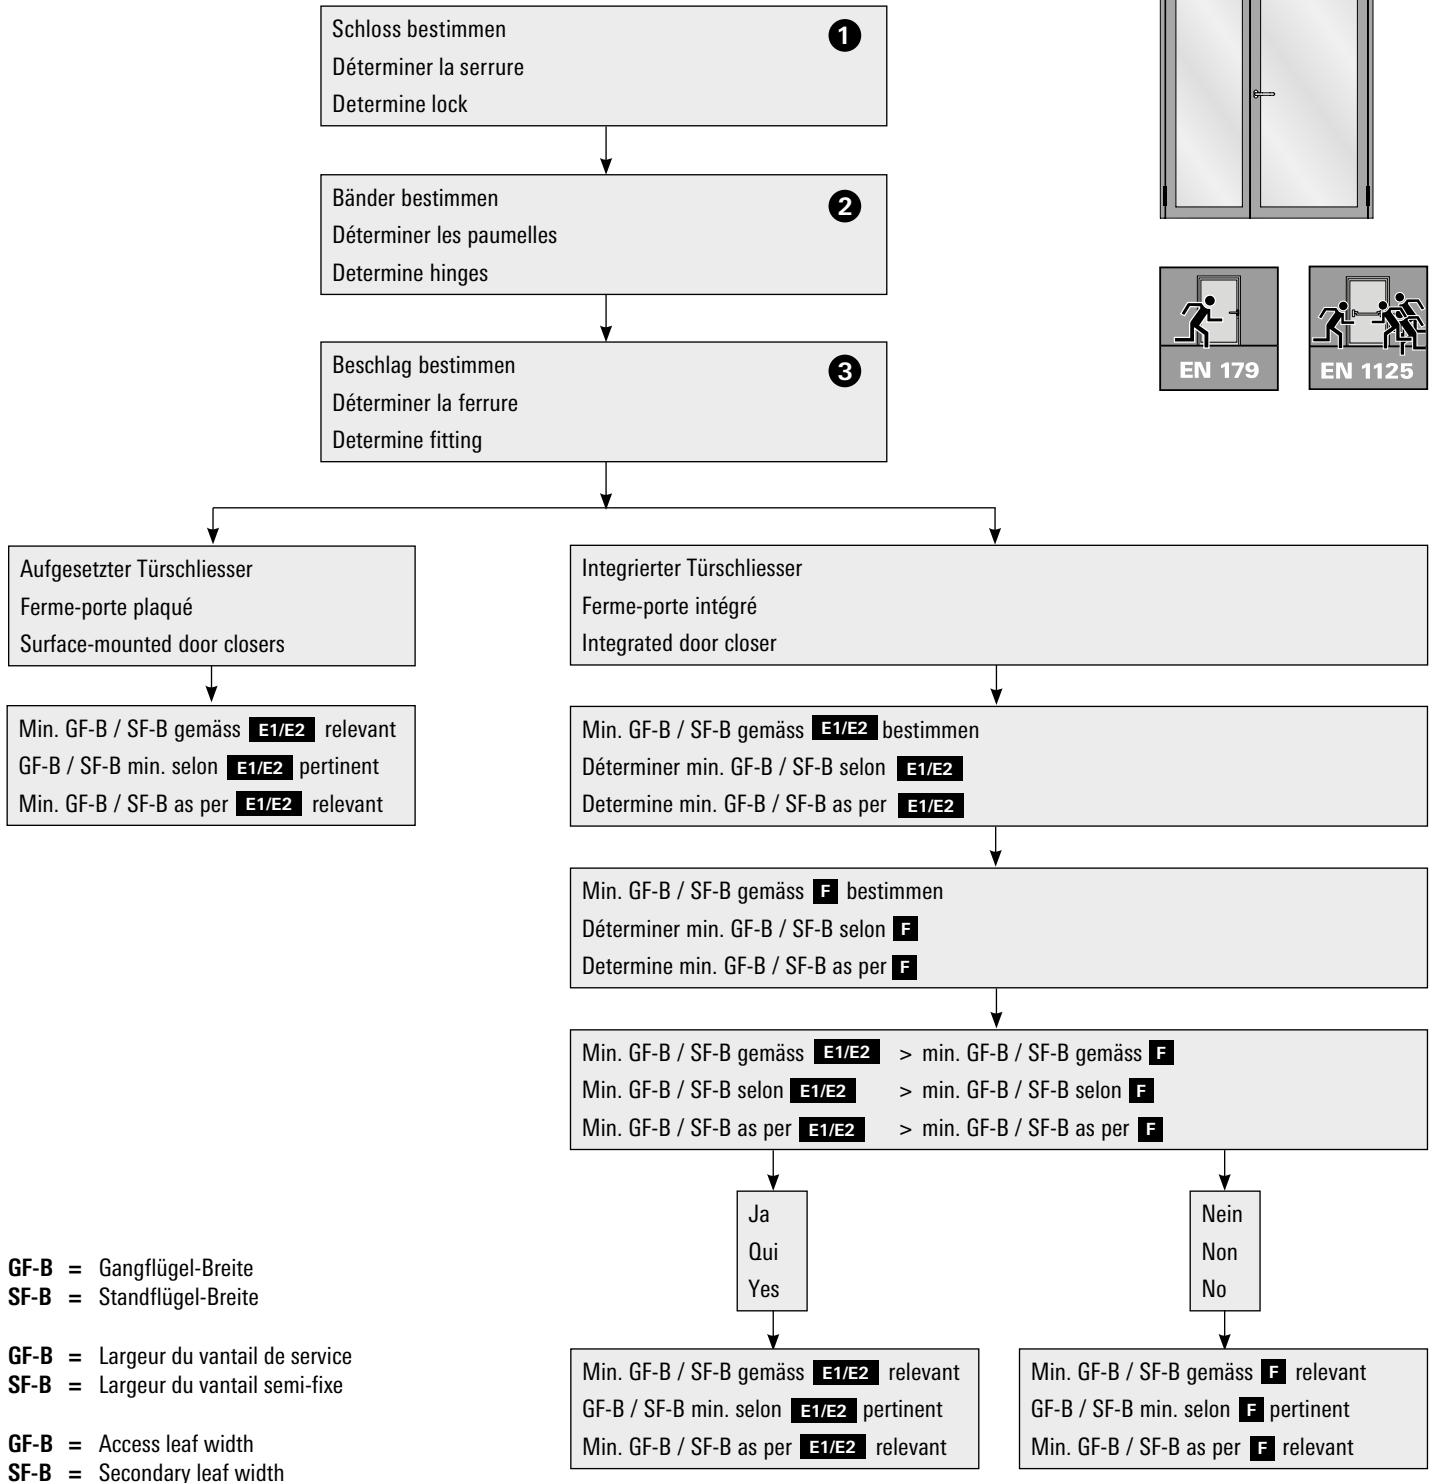 Schloss bestimmen
1
Déterminer la serrure
Determine lock
Bänder bestimmen
2
Déterminer les paumelles
Determine hinges
Beschlag bestimmen
3
Déterminer la ferrure
Determine fitting
EN 179
EN 1125
Aufgesetzter Türschliesser
Ferme-porte plaqué
Surface-mounted door closers
Integrierter Türschliesser
Ferme-porte intégré
Integrated door closer
Min. GF-B / SF-B gemäss E1/E2 relevant
GF-B / SF-B min. selon E1/E2 pertinent
Min. GF-B / SF-B as per E1/E2 relevant
Min. GF-B / SF-B gemäss E1/E2 bestimmen
Déterminer min. GF-B / SF-B selon E1/E2
Determine min. GF-B / SF-B as per E1/E2
Min. GF-B / SF-B gemäss F bestimmen
Déterminer min. GF-B / SF-B selon F
Determine min. GF-B / SF-B as per F
Min. GF-B / SF-B gemäss E1/E2 > min. GF-B / SF-B gemäss F
Min. GF-B / SF-B selon E1/E2 > min. GF-B / SF-B selon F
Min. GF-B / SF-B as per E1/E2 > min. GF-B / SF-B as per F
Ja
Qui
Yes
Nein
Non
No
Min. GF-B / SF-B gemäss E1/E2 relevant
GF-B / SF-B min. selon E1/E2 pertinent
Min. GF-B / SF-B as per E1/E2 relevant
Min. GF-B / SF-B gemäss F relevant
GF-B / SF-B min. selon F pertinent
Min. GF-B / SF-B as per F relevant
GF-B = Gangflügel-Breite
SF-B = Standflügel-Breite
GF-B = Largeur du vantail de service
SF-B = Largeur du vantail semi-fixe
GF-B = Access leaf width
SF-B = Secondary leaf width